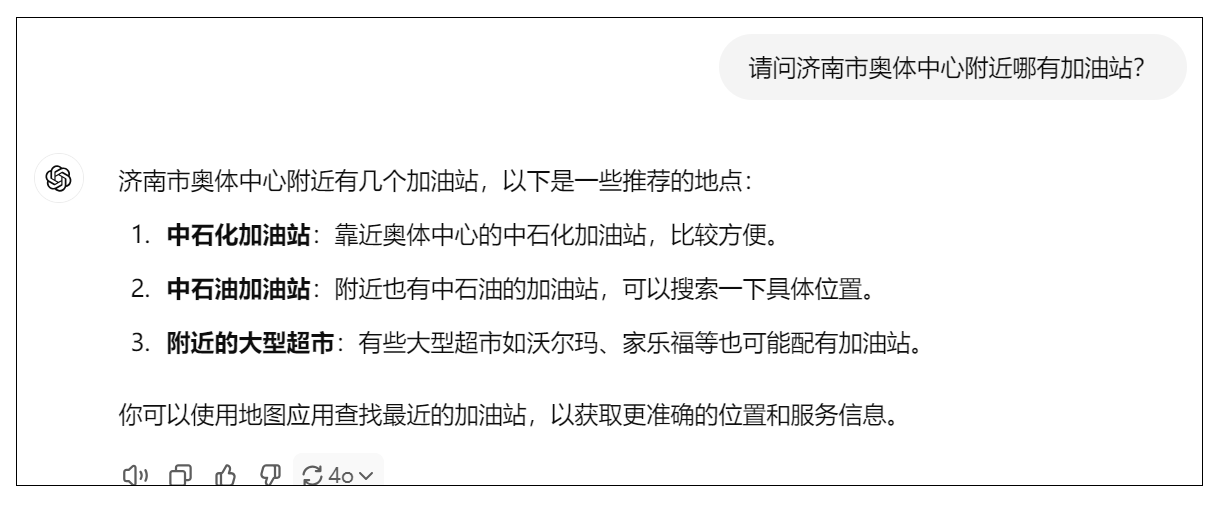 请问济南市奥体中心附近哪有加油站？
济南市奥体中心附近有几个加油站，以下是一些推荐的地点：
1. 中石化加油站：靠近奥体中心的中石化加油站，比较方便。
2. 中石油加油站：附近也有中石油的加油站，可以搜索一下具体位置。
3. 附近的大型超市：有些大型超市如沃尔玛、家乐福等也可能配有加油站。
你可以使用地图应用查找最近的加油站，以获取更准确的位置和服务信息。
4o